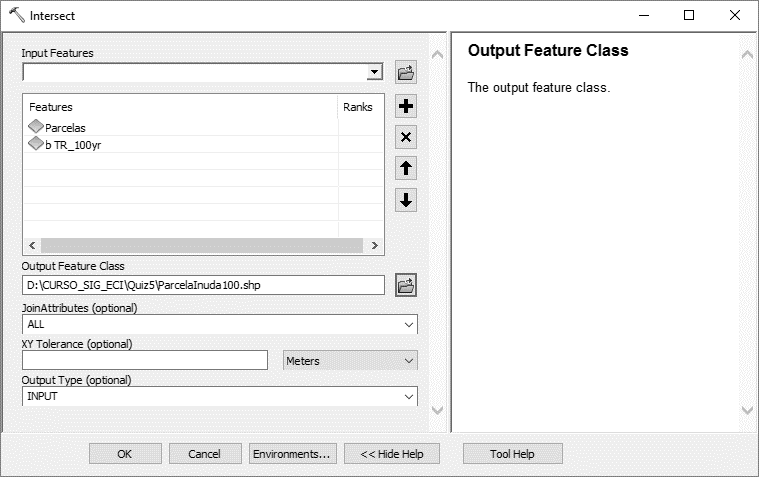 Intersect
Input Features
Features Ranks
Parcelas
b TR_100yr
Output Feature Class
D:\CURSO_SIG_ECI\Quiz5\ParcelaInuda100.shp
JoinAttributes (optional)
ALL
XY Tolerance (optional)
Meters
Output Type (optional)
INPUT
Output Feature Class
The output feature class.
OK Cancel Environments... << Hide Help Tool Help